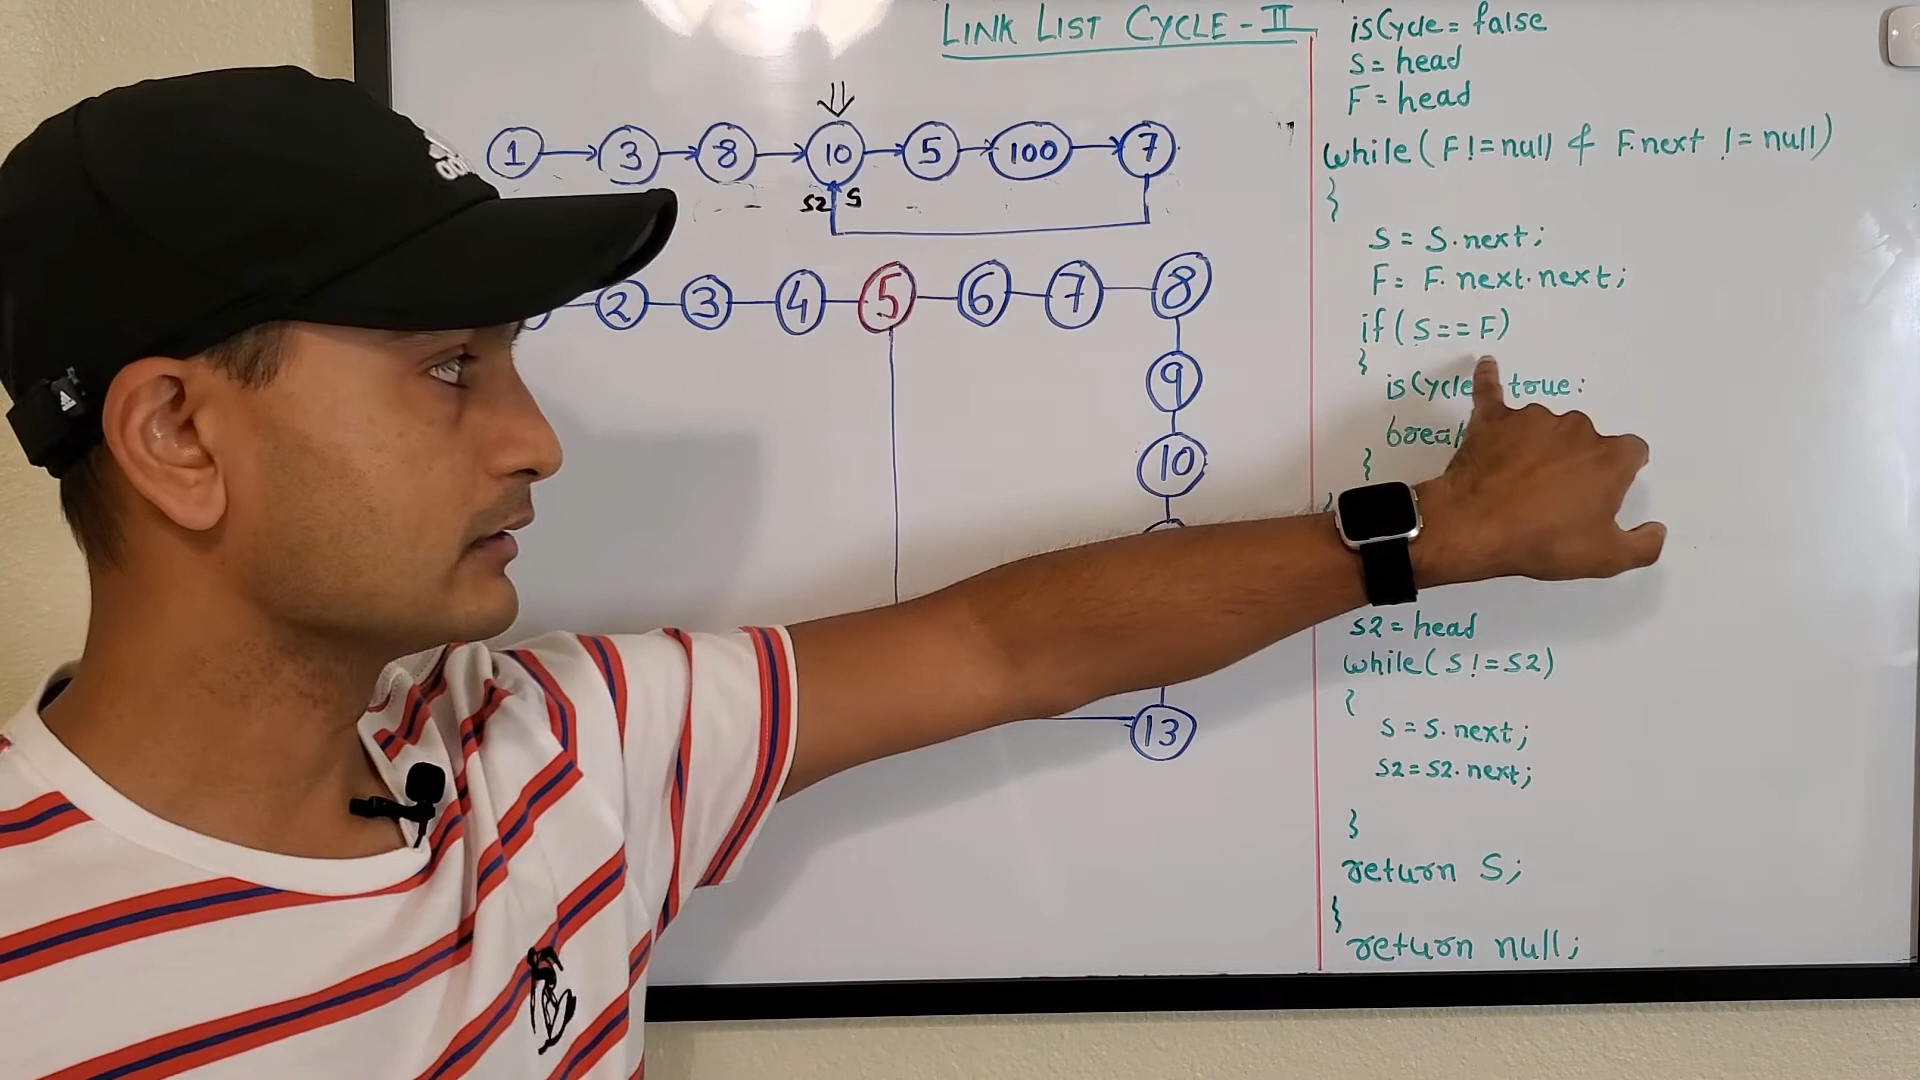 LINK LIST CYCLE - II
1 3 8 10 5 100 7
S2 S
2 3 4 5 6 7 8
9
10
13
isCycle = false
S = head
F = head
while( F!=null & F.next != null)
}
S = S.next;
F = F.next.next;
if( S==F)
{
isCycle true:
break
}
S2 = head
while( S != S2)
{
S = S.next;
S2 = S2.next;
}
return S;
}
return null;
adidas